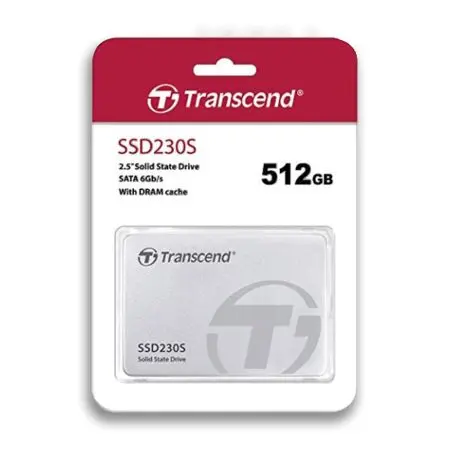 Transcend
SSD230S
2.5" Solid State Drive
SATA 6Gb/s
With DRAM cache
512GB
Transcend
SSD230S
Solid State Drive